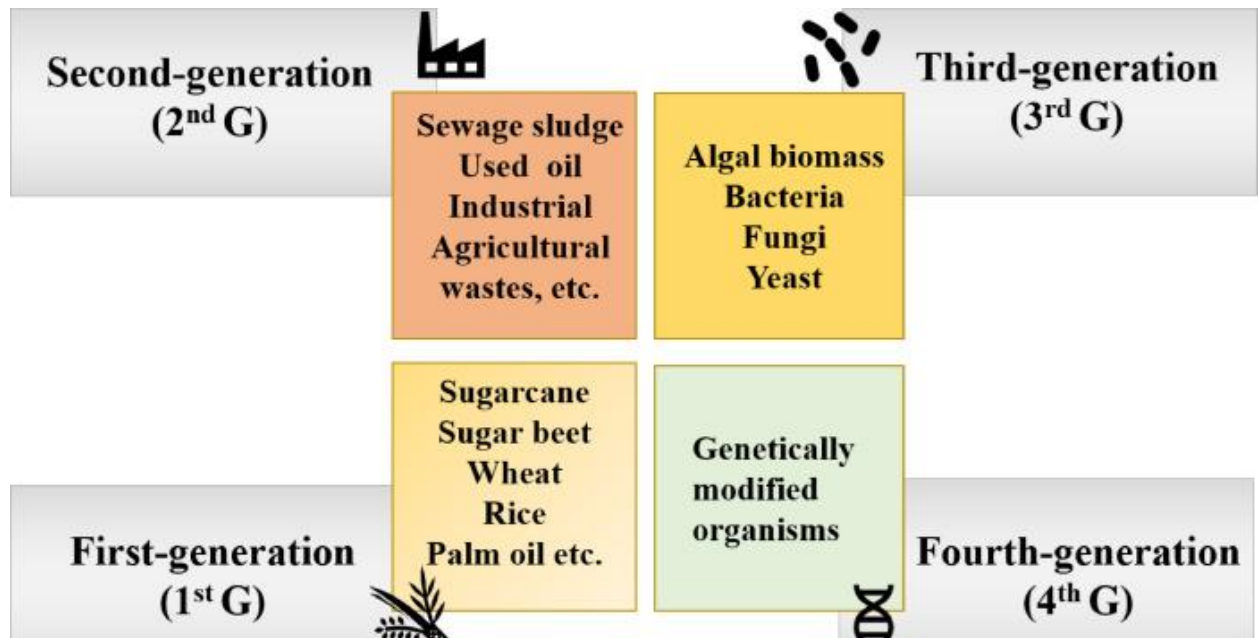 Second-generation
(2nd G)
Sewage sludge
Used oil
Industrial
Agricultural
wastes, etc.
Third-generation
(3rd G)
Algal biomass
Bacteria
Fungi
Yeast
First-generation
(1st G)
Sugarcane
Sugar beet
Wheat
Rice
Palm oil etc.
Fourth-generation
(4th G)
Genetically
modified
organisms